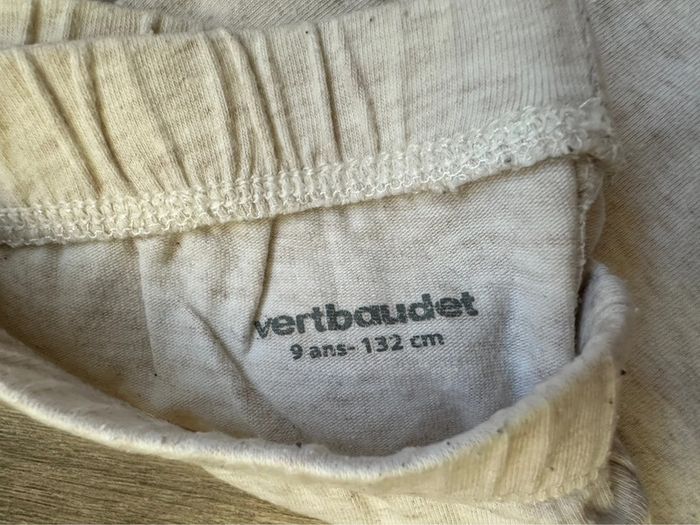 vertbaudet
9 ans- 132 cm